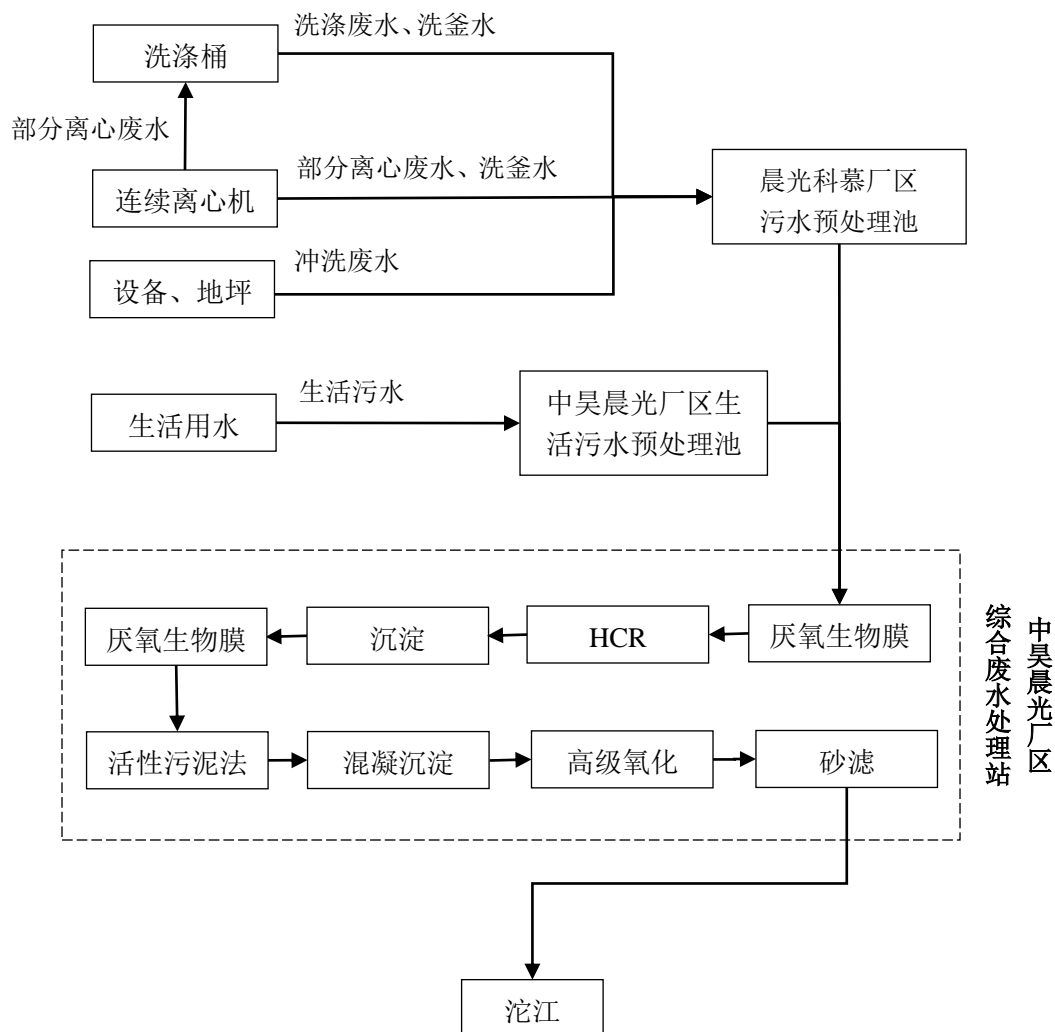 洗涤废水、洗釜水
洗涤桶
部分离心废水
部分离心废水、洗釜水
连续离心机
晨光科慕厂区
污水预处理池
冲洗废水
设备、地坪
生活污水
生活用水
中昊晨光厂区生
活污水预处理池
厌氧生物膜
沉淀
HCR
厌氧生物膜
中昊晨光厂区
综合废水处理站
活性污泥法
混凝沉淀
高级氧化
砂滤
沱江